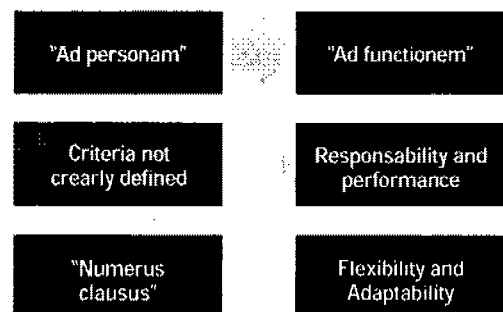 "Ad personam"
"Ad functionem"
Criteria not
crearly defined
Responsability and
performance
"Numerus
clausus"
Flexibility and
Adaptability